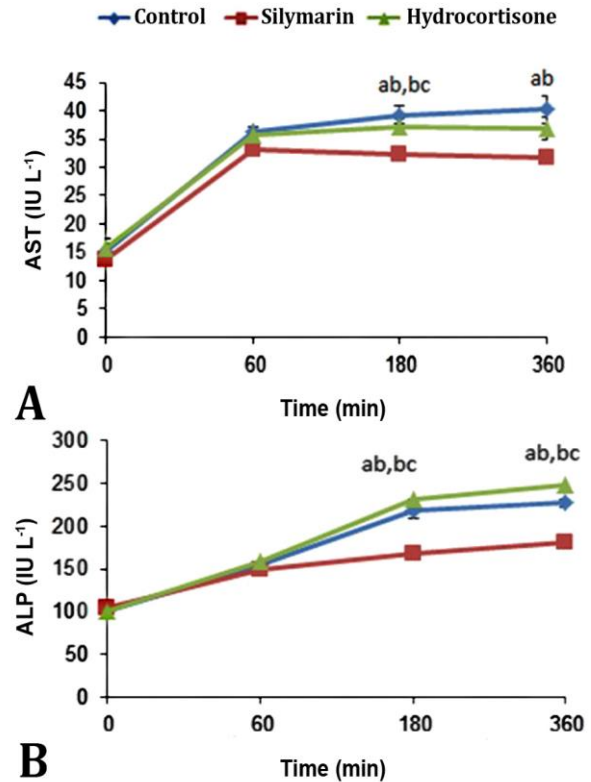 Control Silymarin Hydrocortisone
45
40
35
30
25
20
15
10
5
0
AST (IU L-1)
ab,bc
ab
0 60 180 360
Time (min)
A
300
250
200
150
100
50
0
ALP (IU L-1)
ab,bc
ab,bc
0 60 180 360
Time (min)
B